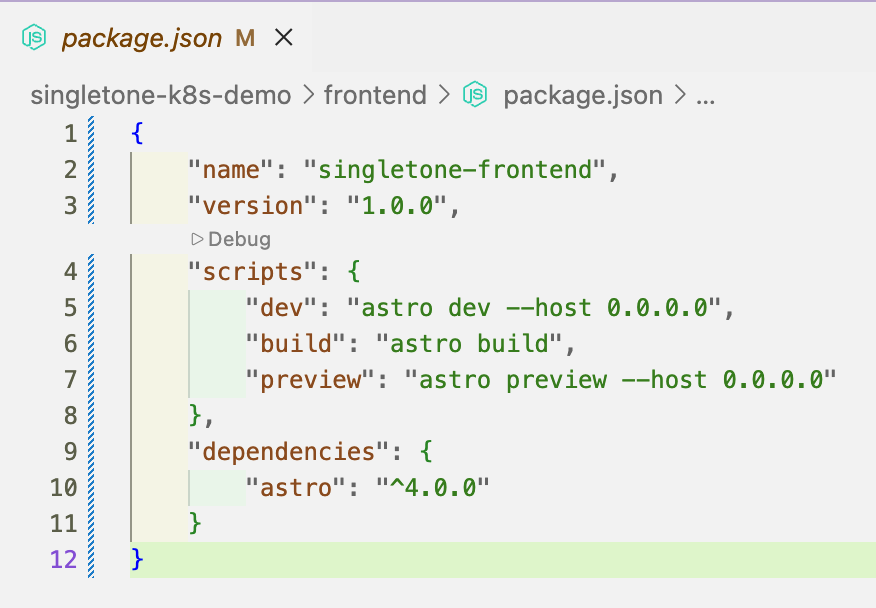 package.json M ×
singletone-k8s-demo > frontend > package.json > ...
1 {
2     "name": "singletone-frontend",
3     "version": "1.0.0",
▷ Debug
4     "scripts": {
5         "dev": "astro dev --host 0.0.0.0",
6         "build": "astro build",
7         "preview": "astro preview --host 0.0.0.0"
8     },
9     "dependencies": {
10         "astro": "^4.0.0"
11     }
12 }